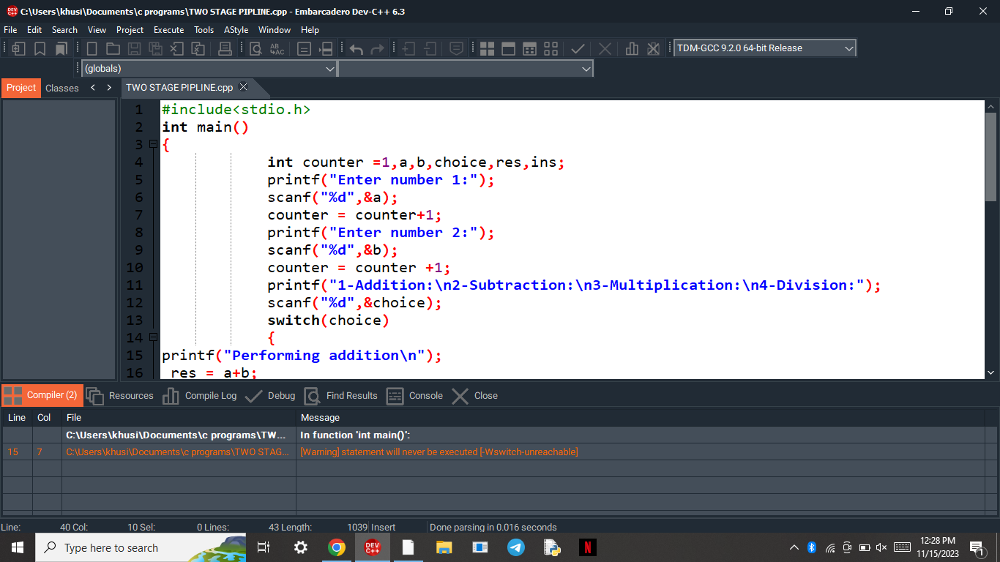 C:\Users\khusi\Documents\c programs\TWO STAGE PIPLINE.cpp - Embarcadero Dev-C++ 6.3
File Edit Search View Project Execute Tools AStyle Window Help
TDM-GCC 9.2.0 64-bit Release
(globals)
Project Classes TWO STAGE PIPLINE.cpp
1 #include<stdio.h>
2 int main()
3 {
4 int counter =1,a,b,choice,res,ins;
5 printf("Enter number 1:");
6 scanf("%d",&a);
7 counter = counter+1;
8 printf("Enter number 2:");
9 scanf("%d",&b);
10 counter = counter +1;
11 printf("1-Addition:\n2-Subtraction:\n3-Multiplication:\n4-Division:");
12 scanf("%d",&choice);
13 switch(choice)
14 {
15 printf("Performing addition\n");
16 res = a+b;
Compiler (2) Resources Compile Log Debug Find Results Console Close
Line Col File Message
C:\Users\khusi\Documents\c programs\TW... In function 'int main()':
15 7 C:\Users\khusi\Documents\c programs\TWO STAG... [Warning] statement will never be executed [-Wswitch-unreachable]
Line: 40 Col: 10 Sel: 0 Lines: 43 Length: 1039 Insert Done parsing in 0.016 seconds
Type here to search
DEV C++
N
12:28 PM
11/15/2023
1